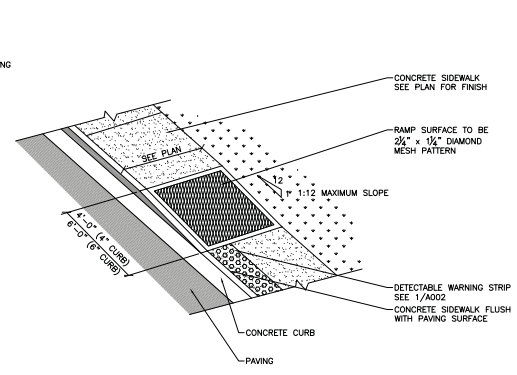 NG
CONCRETE SIDEWALK
SEE PLAN FOR FINISH
RAMP SURFACE TO BE
2¼" x 1¼" DIAMOND
MESH PATTERN
SEE PLAN
12
1" 1:12 MAXIMUM SLOPE
4'-0" (4" CURB)
6'-0" (6" CURB)
DETECTABLE WARNING STRIP
SEE 1/A002
CONCRETE SIDEWALK FLUSH
WITH PAVING SURFACE
CONCRETE CURB
PAVING